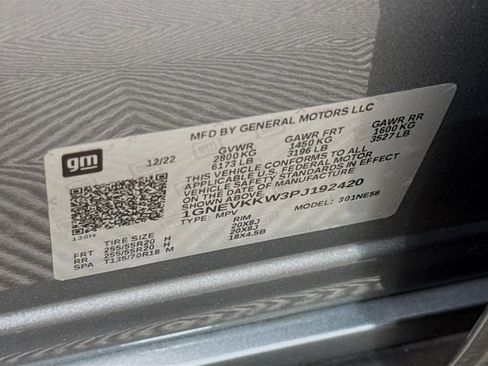 MFD BY GENERAL MOTORS LLC
gm
12/22
GVWR GAWR FRT GAWR RR
2800KG 1450 KG 1600 KG
6173 LB 3196 LB 3527 LB
THIS VEHICLE CONFORMS TO ALL
APPLICABLE U.S. FEDERAL MOTOR
VEHICLE SAFETY STANDARDS IN EFFECT
ON THE DATE OF MANUFACTURE SHOWN ABOVE.
1GNEVKKW3PJ192420
TYPE: MPV MODEL: 301NE56
139H
TIRE SIZE RIM
FRT 255/55R20 H 20X8J
RR 255/55R20 H 20X8J
SPA T135/70R18 M 18X4.5B